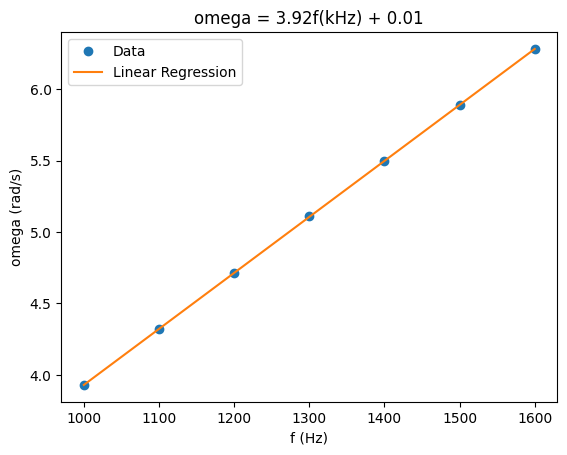 omega = 3.92f(kHz) + 0.01
Data
Linear Regression
omega (rad/s)
6.0
5.5
5.0
4.5
4.0
1000 1100 1200 1300 1400 1500 1600
f (Hz)